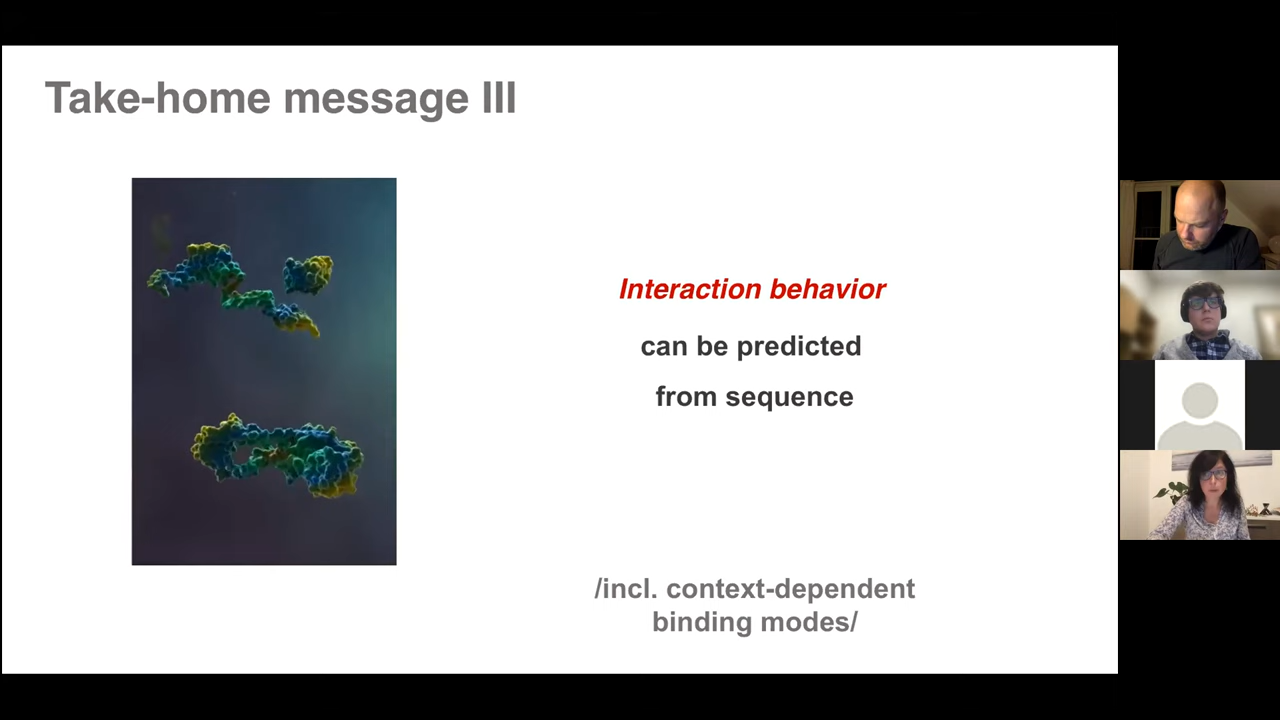 Take-home message III
Interaction behavior
can be predicted
from sequence
/incl. context-dependent
binding modes/